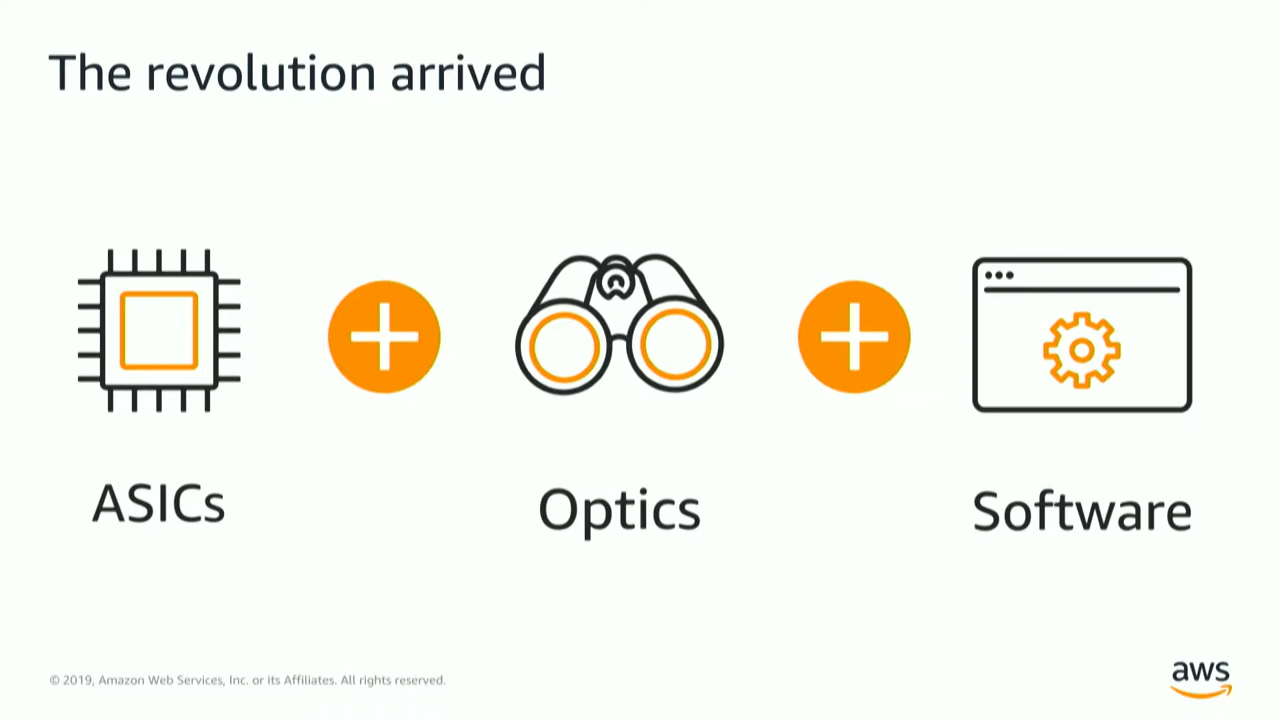 The revolution arrived
ASICs
Optics
Software
© 2019, Amazon Web Services, Inc. or its Affiliates. All rights reserved.
aws